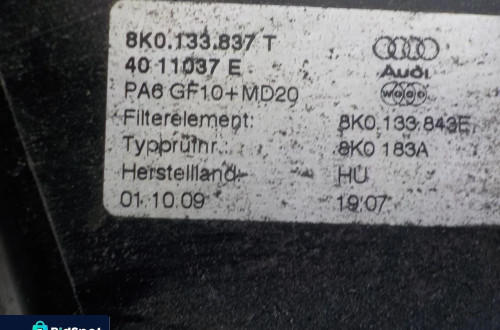 8K0.133.837 T
40 11037 E
Audi
PA6 GF10+MD20
Filterelement: 8K0.133.843E
Typprüfnr.: 8K0 183A
Herstelland HU
01.10.09 19:07
BidSpot